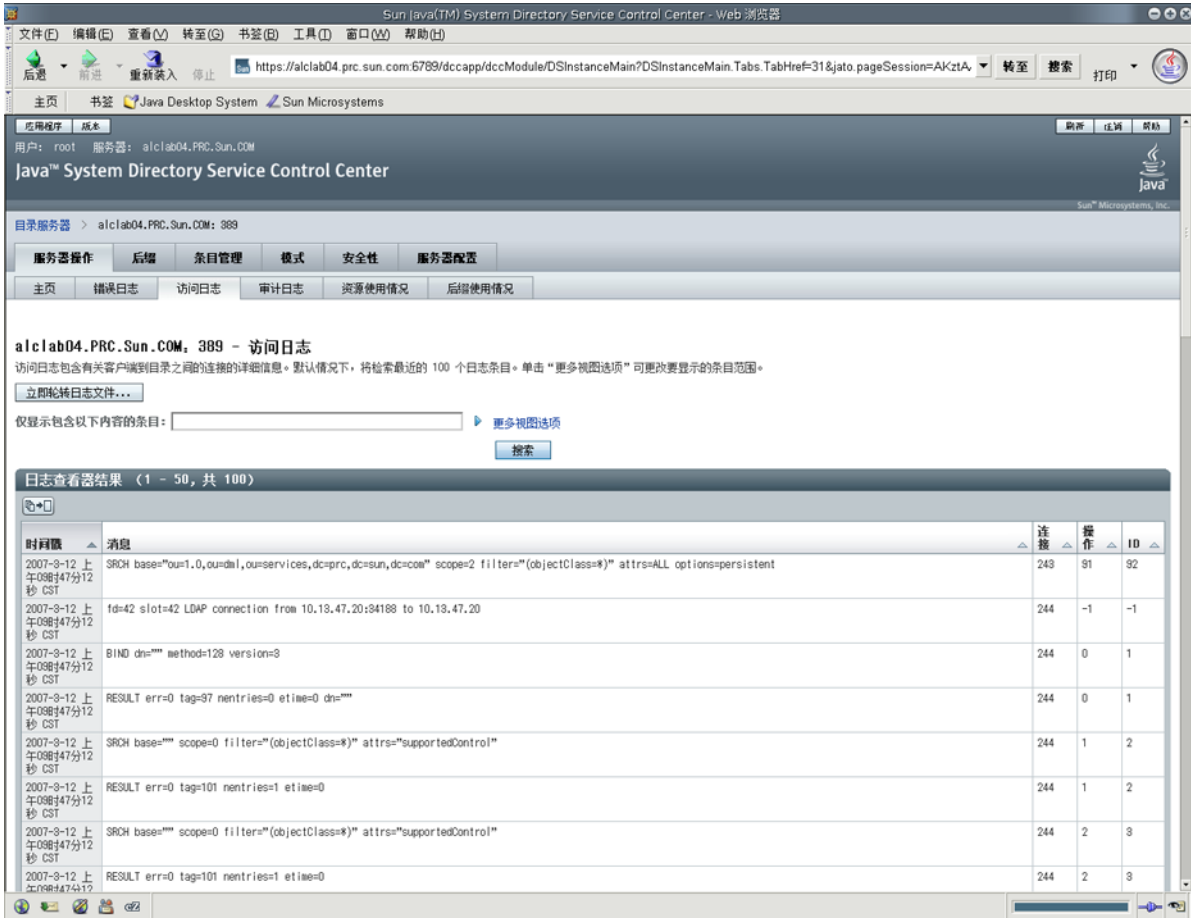 Sun Java(TM) System Directory Service Control Center - Web 浏览器
文件(F) 编辑(E) 查看(V) 转至(G) 书签(B) 工具(T) 窗口(W) 帮助(H)
后退 前进 重新装入 停止 https://alclab04.prc.sun.com:6789/dccapp/dccModule/DSInstanceMain?DSInstanceMain.Tabs.TabHref=31&jato.pageSession=AKztA 转至 搜索 打印
主页 书签 Java Desktop System Sun Microsystems
应用程序 版本 刷新 注销 帮助
用户: root 服务器: alclab04.PRC.Sun.COM
Java™ System Directory Service Control Center
Java
Sun™ Microsystems, Inc.
目录服务器 > alclab04.PRC.Sun.COM: 389
服务器操作 后缀 条目管理 模式 安全性 服务器配置
主页 错误日志 访问日志 审计日志 资源使用情况 后缀使用情况
alclab04.PRC.Sun.COM: 389 - 访问日志
访问日志包含有关客户端到目录之间的连接的详细信息。默认情况下，将检索最近的 100 个日志条目。单击“更多视图选项”可更改要显示的条目范围。
立即轮转日志文件...
仅显示包含以下内容的条目: 更多视图选项
搜索
日志查看器结果 (1 - 50, 共 100)
时间戳 消息 连接 操作 ID
2007-3-12 上午09时47分12秒 CST SRCH base="ou=1.0,ou=dml,ou=services,dc=prc,dc=sun,dc=com" scope=2 filter="(objectClass=*)" attrs=ALL options=persistent 243 91 92
2007-3-12 上午09时47分12秒 CST fd=42 slot=42 LDAP connection from 10.13.47.20:34188 to 10.13.47.20 244 -1 -1
2007-3-12 上午09时47分12秒 CST BIND dn="" method=128 version=3 244 0 1
2007-3-12 上午09时47分12秒 CST RESULT err=0 tag=97 nentries=0 etime=0 dn="" 244 0 1
2007-3-12 上午09时47分12秒 CST SRCH base="" scope=0 filter="(objectClass=*)" attrs="supportedControl" 244 1 2
2007-3-12 上午09时47分12秒 CST RESULT err=0 tag=101 nentries=1 etime=0 244 1 2
2007-3-12 上午09时47分12秒 CST SRCH base="" scope=0 filter="(objectClass=*)" attrs="supportedControl" 244 2 3
2007-3-12 上午09时47分12 RESULT err=0 tag=101 nentries=1 etime=0 244 2 3